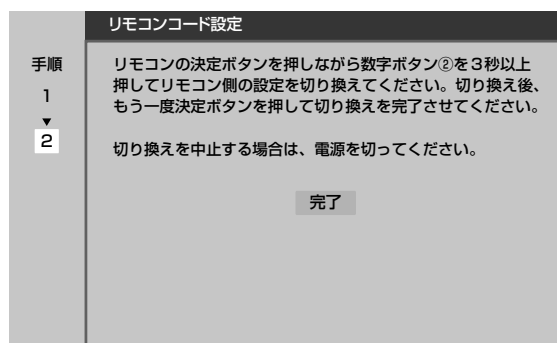 リモコンコード設定
手順
1
▼
2
リモコンの決定ボタンを押しながら数字ボタン②を3秒以上
押してリモコン側の設定を切り換えてください。切り換え後、
もう一度決定ボタンを押して切り換えを完了させてください。
切り換えを中止する場合は、電源を切ってください。
完了